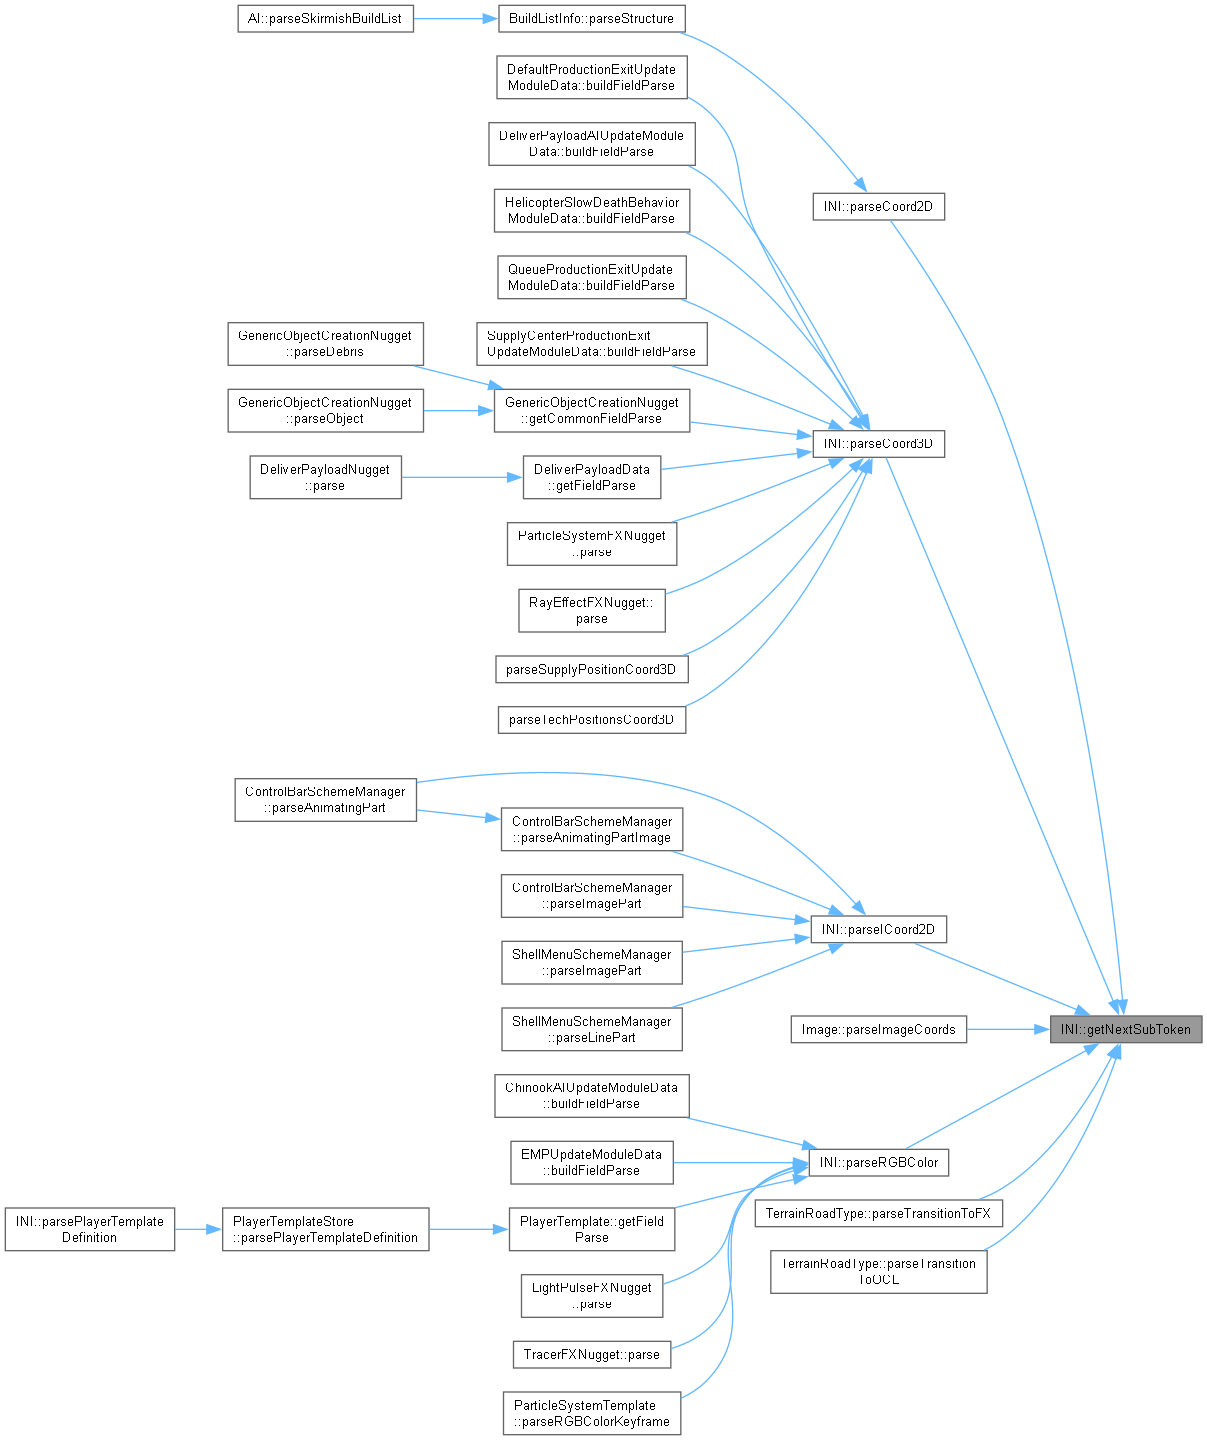 AI::parseSkirmishBuildList
BuildListInfo::parseStructure
DefaultProductionExitUpdate
ModuleData::buildFieldParse
DeliverPayloadAIUpdateModule
Data::buildFieldParse
INI::parseCoord2D
HelicopterSlowDeathBehavior
ModuleData::buildFieldParse
QueueProductionExitUpdate
ModuleData::buildFieldParse
SupplyCenterProductionExit
UpdateModuleData::buildFieldParse
GenericObjectCreationNugget
::parseDebris
GenericObjectCreationNugget
::parseObject
GenericObjectCreationNugget
::getCommonFieldParse
INI::parseCoord3D
DeliverPayloadNugget
::parse
DeliverPayloadData
::getFieldParse
ParticleSystemFXNugget
::parse
RayEffectFXNugget::
parse
parseSupplyPositionCoord3D
parseTechPositionsCoord3D
ControlBarSchemeManager
::parseAnimatingPart
ControlBarSchemeManager
::parseAnimatingPartImage
ControlBarSchemeManager
::parseImagePart
INI::parseICoord2D
ShellMenuSchemeManager
::parseImagePart
ShellMenuSchemeManager
::parseLinePart
Image::parseImageCoords
INI::getNextSubToken
ChinookAIUpdateModuleData
::buildFieldParse
EMPUpdateModuleData
::buildFieldParse
INI::parseRGBColor
INI::parsePlayerTemplate
Definition
PlayerTemplateStore
::parsePlayerTemplateDefinition
PlayerTemplate::getField
Parse
TerrainRoadType::parseTransitionToFX
TerrainRoadType::parseTransition
ToOCL
LightPulseFXNugget
::parse
TracerFXNugget::parse
ParticleSystemTemplate
::parseRGBColorKeyframe